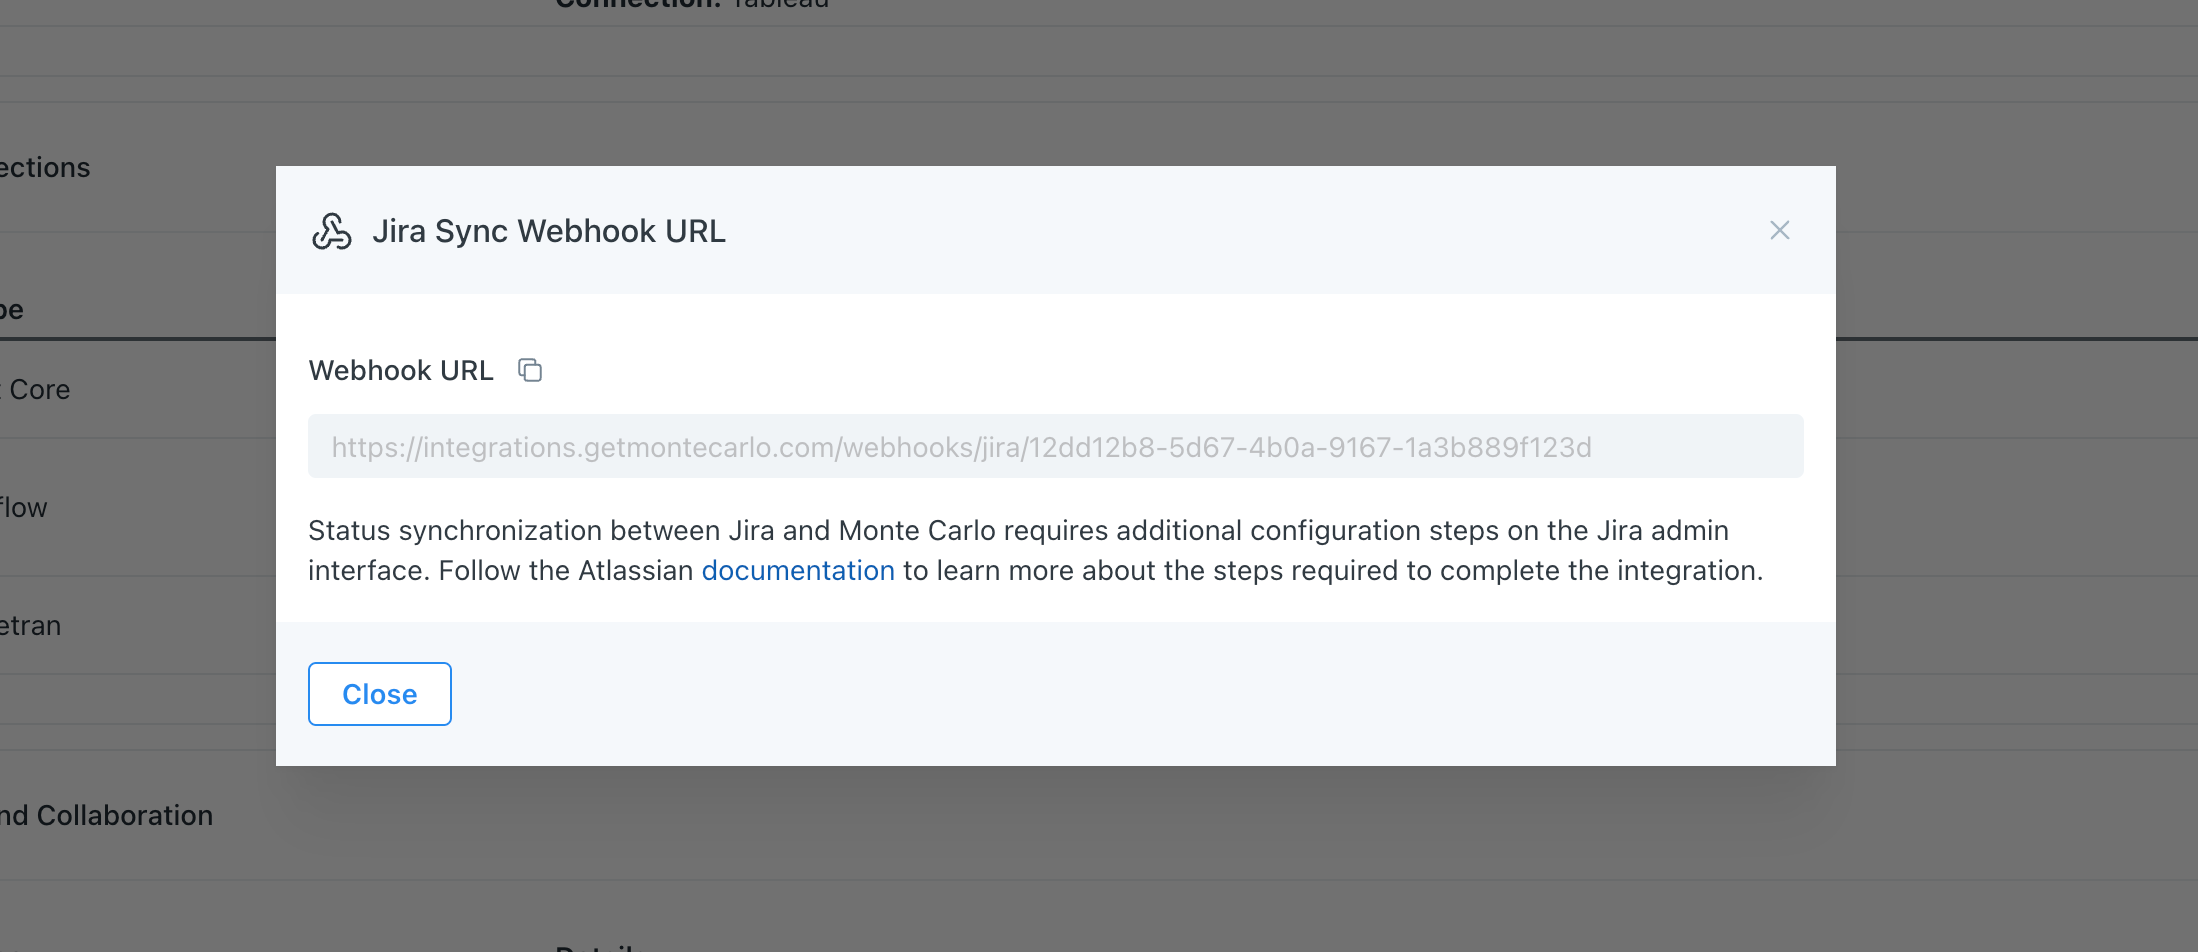 Connection: Tableau
ections
Jira Sync Webhook URL
pe
Webhook URL
t Core
https://integrations.getmontecarlo.com/webhooks/jira/12dd12b8-5d67-4b0a-9167-1a3b889f123d
flow
Status synchronization between Jira and Monte Carlo requires additional configuration steps on the Jira admin
interface. Follow the Atlassian documentation to learn more about the steps required to complete the integration.
etran
Close
nd Collaboration
Details